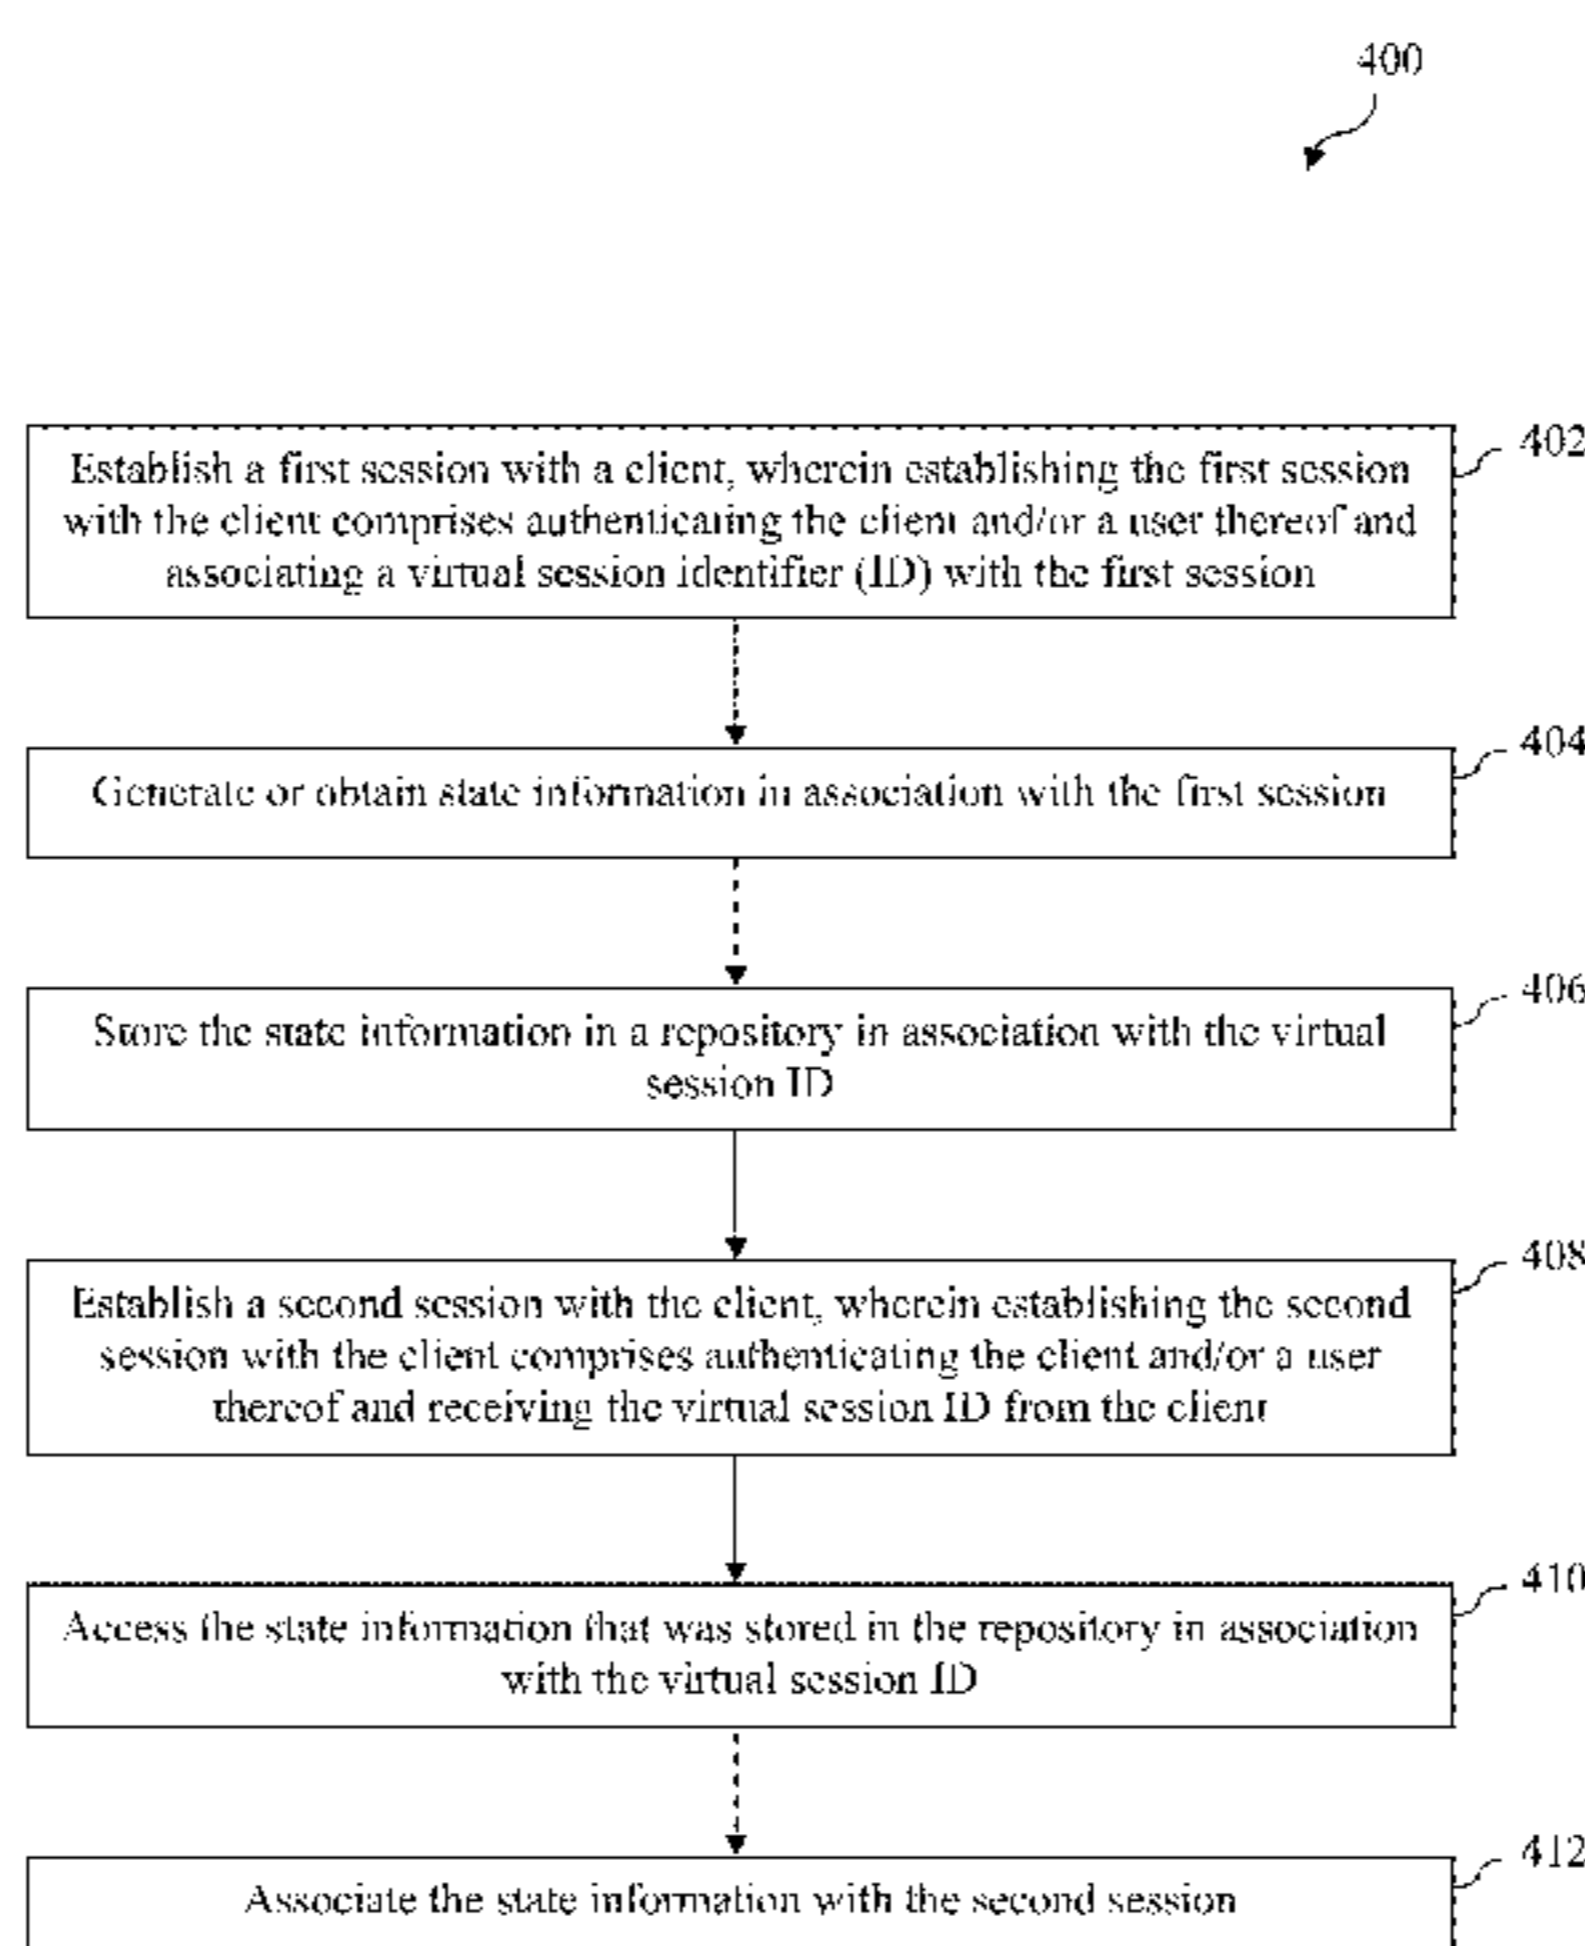 400
402
Establish a first session with a client, wherein establishing the first session
with the client comprises authenticating the client and/or a user thereof and
associating a virtual session identifier (ID) with the first session
404
Generate or obtain state information in association with the first session
406
Store the state information in a repository in association with the virtual
session ID
408
Establish a second session with the client, wherein establishing the second
session with the client comprises authenticating the client and/or a user
thereof and receiving the virtual session ID from the client
410
Access the state information that was stored in the repository in association
with the virtual session ID
412
Associate the state information with the second session